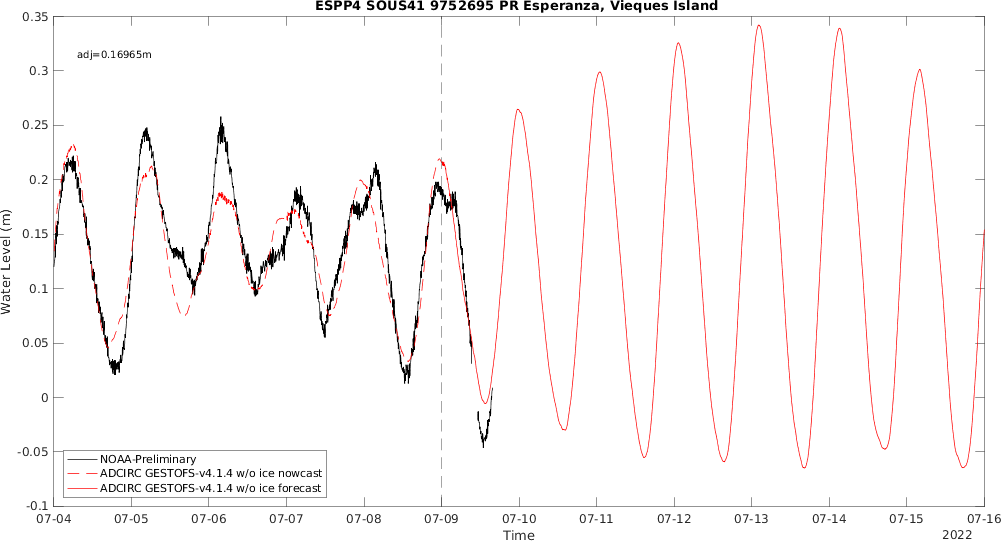 ESPP4 SOUS41 9752695 PR Esperanza, Vieques Island
0.35
adj=0.16965m
0.3
0.25
0.2
0.15
0.1
0.05
0
-0.05
-0.1
Water Level (m)
NOAA-Preliminary
ADCIRC GESTOFS-v4.1.4 w/o ice nowcast
ADCIRC GESTOFS-v4.1.4 w/o ice forecast
07-04 07-05 07-06 07-07 07-08 07-09 07-10 07-11 07-12 07-13 07-14 07-15 07-16
Time
2022